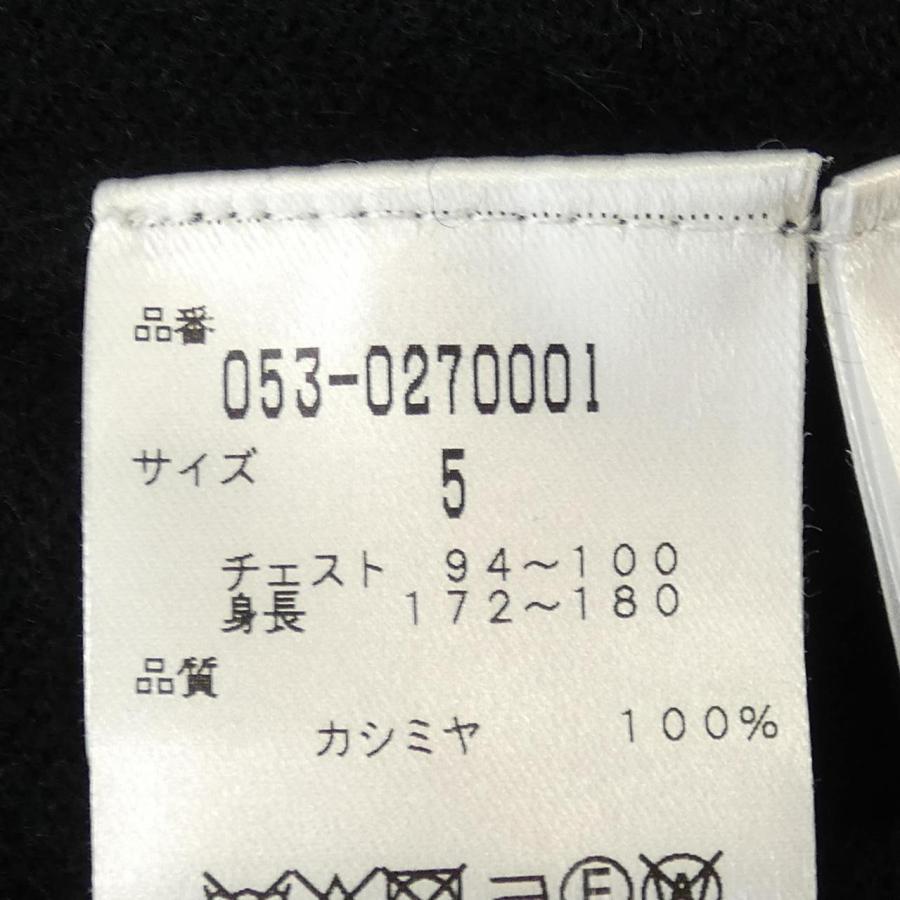 品番
053-0270001
サイズ 5
チェスト 94～100
身長 172～180
品質
カシミヤ 100%